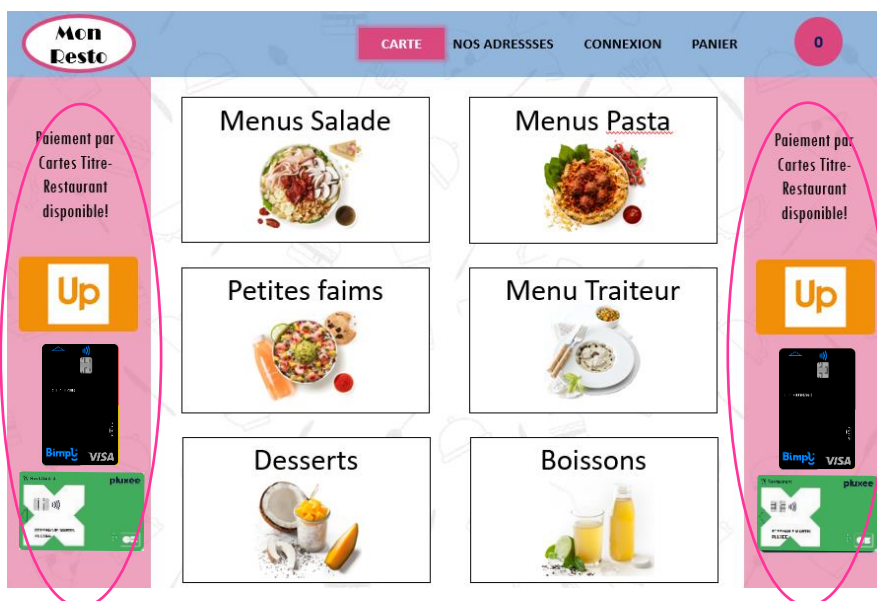 Mon
Resto
CARTE
NOS ADRESSSES
CONNEXION
PANIER
0
Paiement par
Cartes Titre-
Restaurant
disponible!
Up
Bimpli
VISA
pluxee
Menus Salade
Menus Pasta
Petites faims
Menu Traiteur
Desserts
Boissons
Paiement par
Cartes Titre-
Restaurant
disponible!
Up
Bimpli
VISA
pluxee